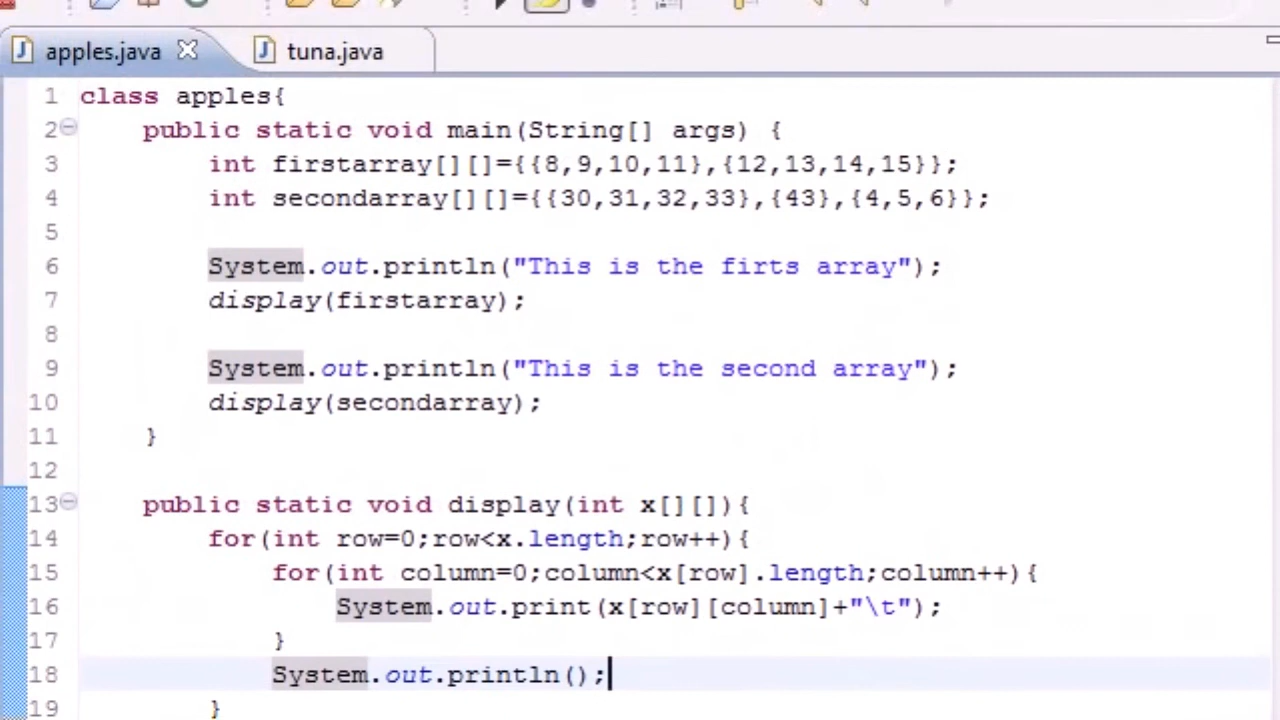 apples.java
tuna.java
1 class apples{
2 public static void main(String[] args) {
3 int firstarray[][]={{8,9,10,11},{12,13,14,15}};
4 int secondarray[][]={{30,31,32,33},{43},{4,5,6}};
5
6 System.out.println("This is the firts array");
7 display(firstarray);
8
9 System.out.println("This is the second array");
10 display(secondarray);
11 }
12
13 public static void display(int x[][]){
14 for(int row=0;row<x.length;row++){
15 for(int column=0;column<x[row].length;column++){
16 System.out.print(x[row][column]+"\t");
17 }
18 System.out.println();
19 }